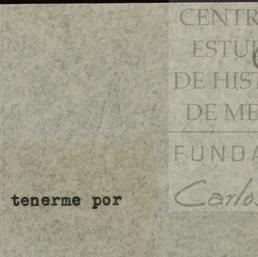 CENTR
ESTU
DE HIST
DE ME
FUNDA
Carlos
tenerme por